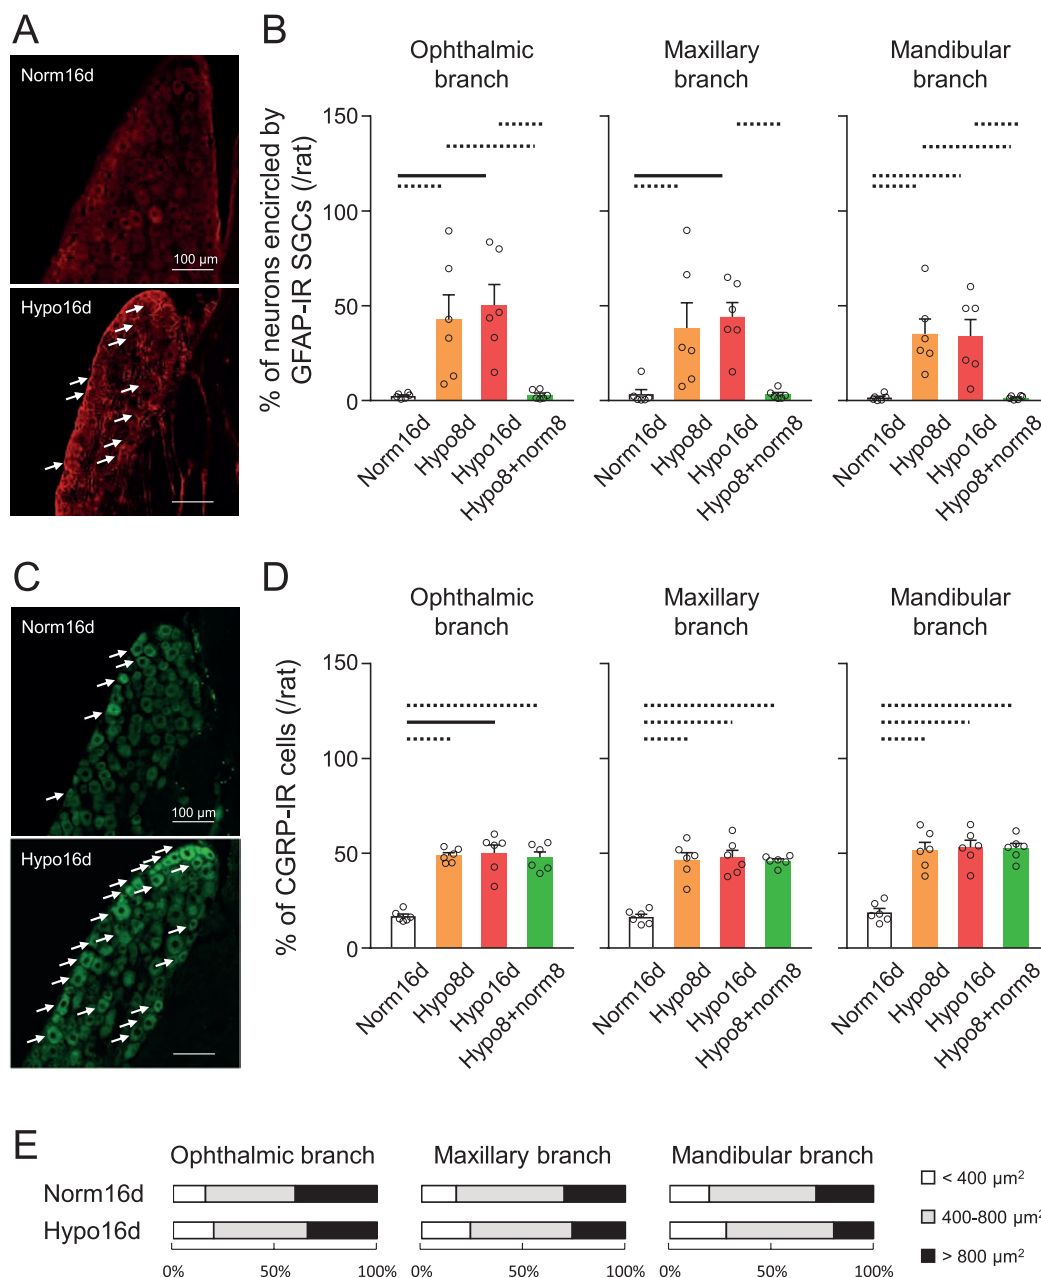 A
Norm16d
100 μm
Hypo16d
B
Ophthalmic
branch
Maxillary
branch
Mandibular
branch
% of neurons encircled by
GFAP-IR SGCs (/rat)
150
100
50
0
Norm16d
Hypo8d
Hypo16d
Hypo8+norm8
Norm16d
Hypo8d
Hypo16d
Hypo8+norm8
Norm16d
Hypo8d
Hypo16d
Hypo8+norm8
C
Norm16d
100 μm
Hypo16d
D
Ophthalmic
branch
Maxillary
branch
Mandibular
branch
% of CGRP-IR cells (/rat)
150
100
50
0
Norm16d
Hypo8d
Hypo16d
Hypo8+norm8
Norm16d
Hypo8d
Hypo16d
Hypo8+norm8
Norm16d
Hypo8d
Hypo16d
Hypo8+norm8
E
Ophthalmic branch
Maxillary branch
Mandibular branch
Norm16d
Hypo16d
0% 50% 100%
0% 50% 100%
0% 50% 100%
< 400 μm²
400-800 μm²
> 800 μm²